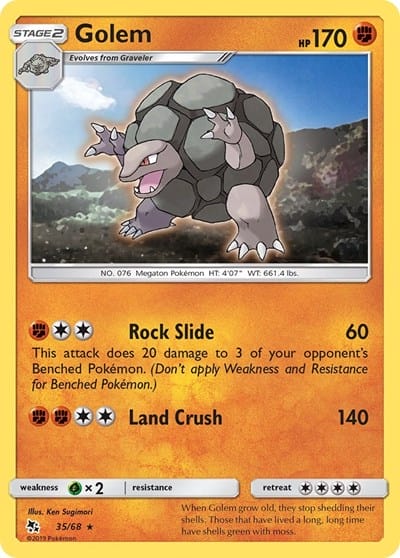 STAGE2 Golem HP170
Evolves from Graveler
NO. 076 Megaton Pokémon HT: 4'07" WT: 661.4 lbs.
Rock Slide 60
This attack does 20 damage to 3 of your opponent's
Benched Pokémon. (Don't apply Weakness and Resistance
for Benched Pokémon.)
Land Crush 140
weakness ×2 resistance retreat
Illus. Ken Sugimori
35/68 ★
©2019 Pokémon
When Golem grow old, they stop shedding their
shells. Those that have lived a long, long time
have shells green with moss.